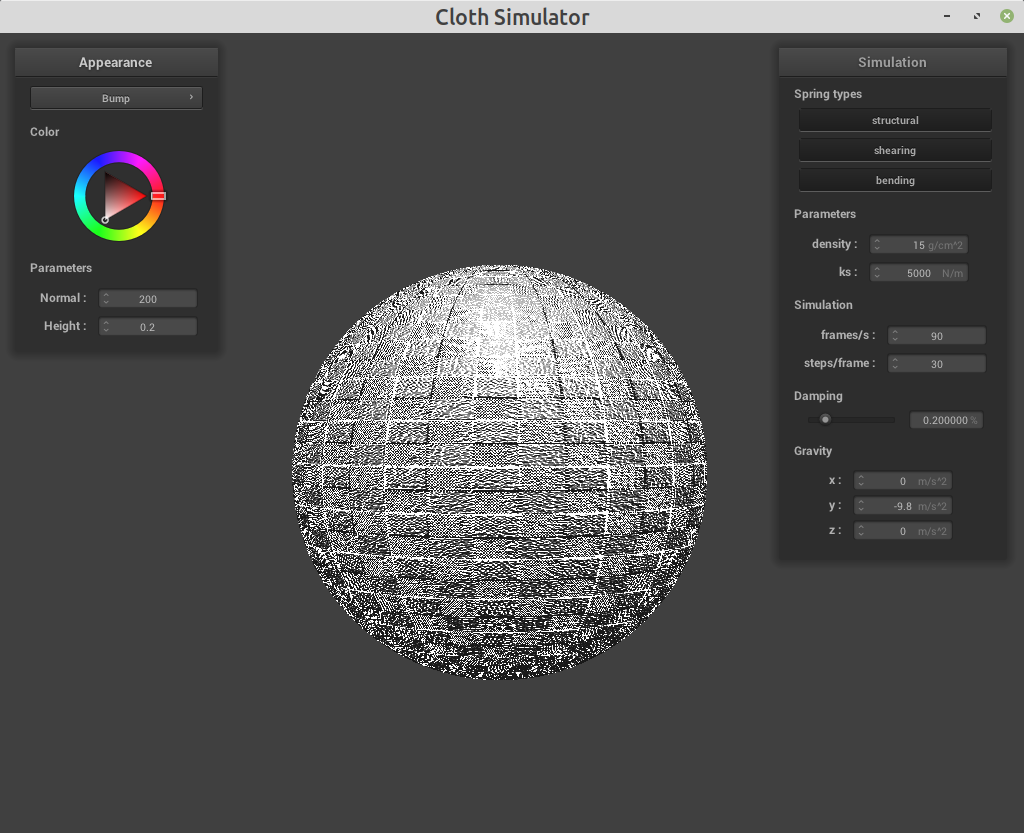 Cloth Simulator
Appearance
Bump
Color
Parameters
Normal : 200
Height : 0.2
Simulation
Spring types
structural
shearing
bending
Parameters
density : 15 g/cm^2
ks : 5000 N/m
Simulation
frames/s : 90
steps/frame : 30
Damping
0.200000 %
Gravity
x : 0 m/s^2
y : -9.8 m/s^2
z : 0 m/s^2